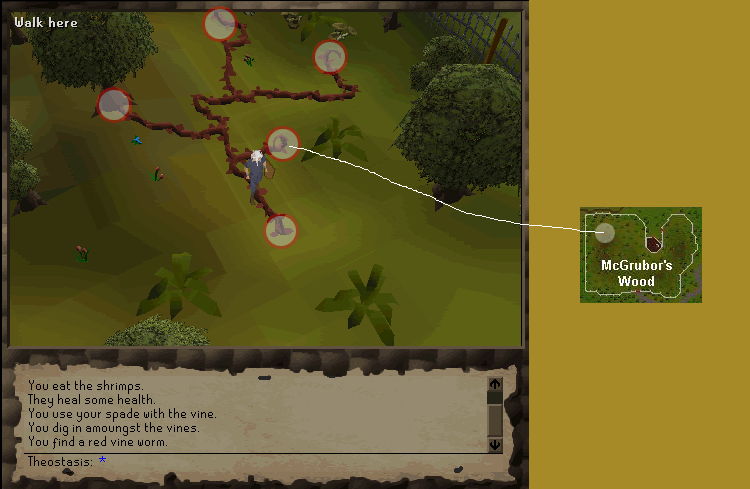 Walk here
McGrubor's
Wood
You eat the shrimps.
They heal some health.
You use your spade with the vine.
You dig in amoungst the vines.
You find a red vine worm.
Theostasis: *